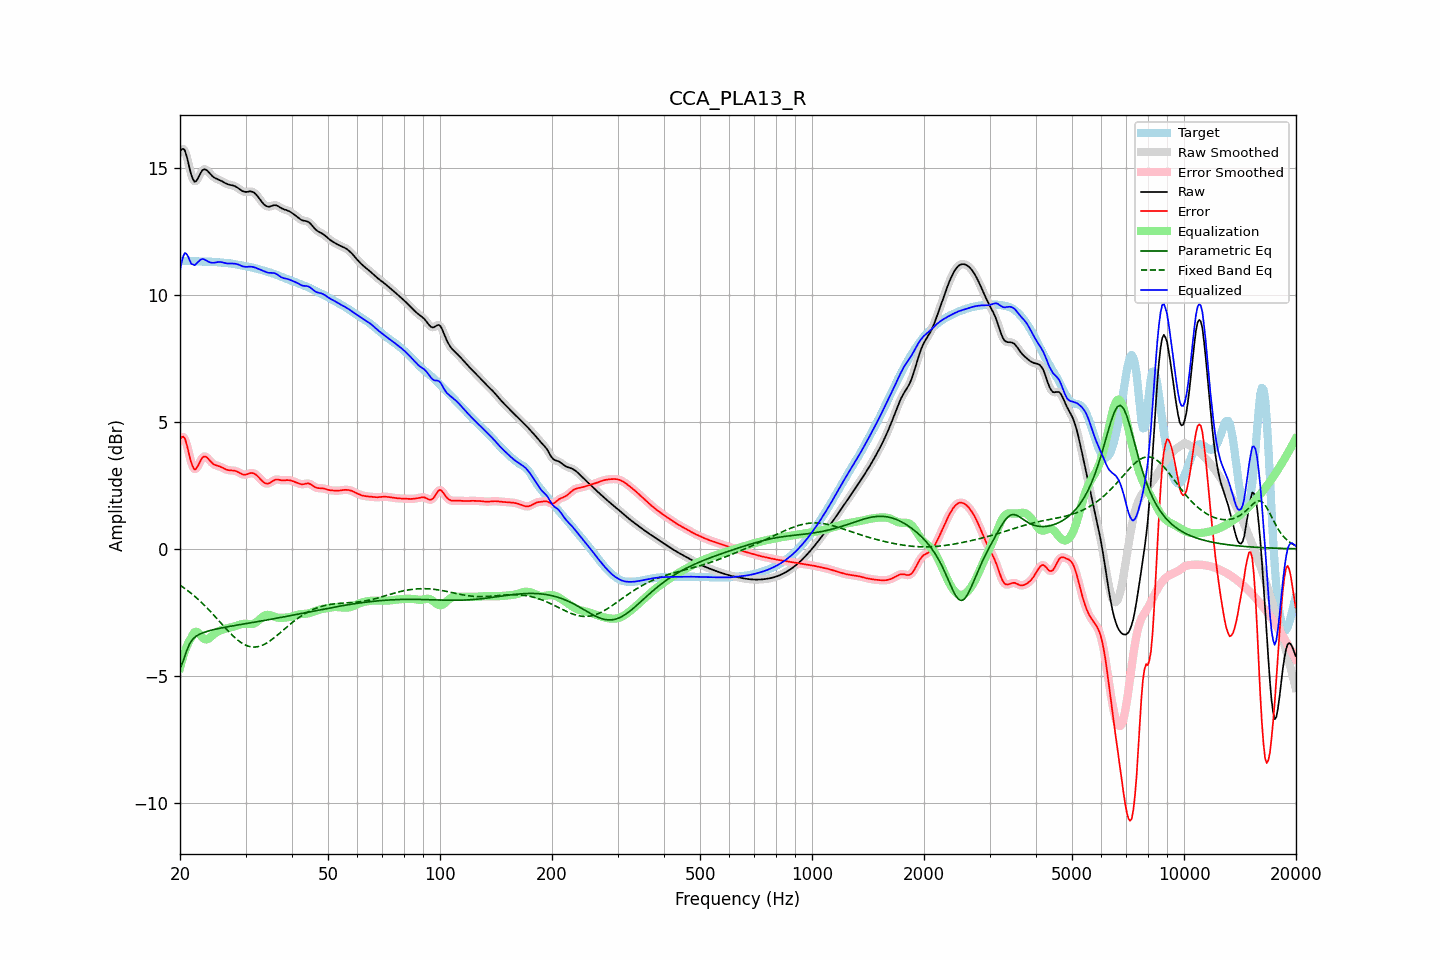 CCA_PLA13_R
Amplitude (dBr)
15
10
5
0
−5
−10
20
50
100
200
500
1000
2000
5000
10000
20000
Frequency (Hz)
Target
Raw Smoothed
Error Smoothed
Raw
Error
Equalization
Parametric Eq
Fixed Band Eq
Equalized